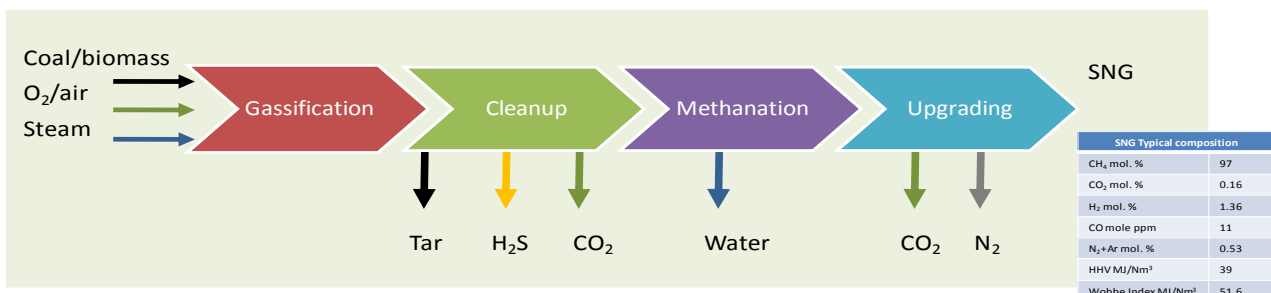 Coal/biomass
O₂/air
Steam
Gassification
Cleanup
Methanation
Upgrading
SNG
Tar
H₂S
CO₂
Water
CO₂
N₂
SNG Typical composition
CH₄ mol. % 97
CO₂ mol. % 0.16
H₂ mol. % 1.36
CO mole ppm 11
N₂+Ar mol. % 0.53
HHV MJ/Nm³ 39
Wobbe Index MJ/Nm³ 51.6